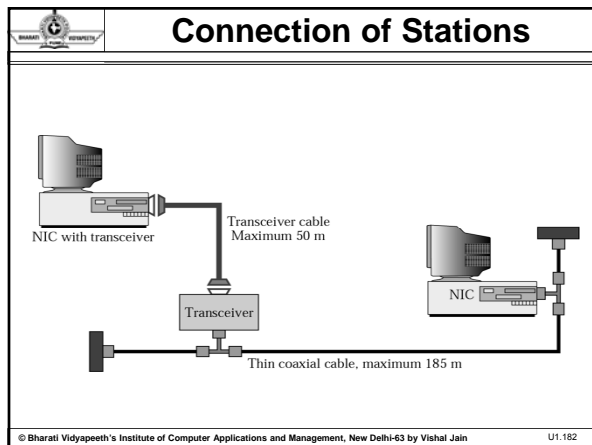 BHARATI
VIDYAPEETH
PUNE
Connection of Stations
NIC with transceiver
Transceiver cable
Maximum 50 m
Transceiver
NIC
Thin coaxial cable, maximum 185 m
© Bharati Vidyapeeth's Institute of Computer Applications and Management, New Delhi-63 by Vishal Jain
U1.182